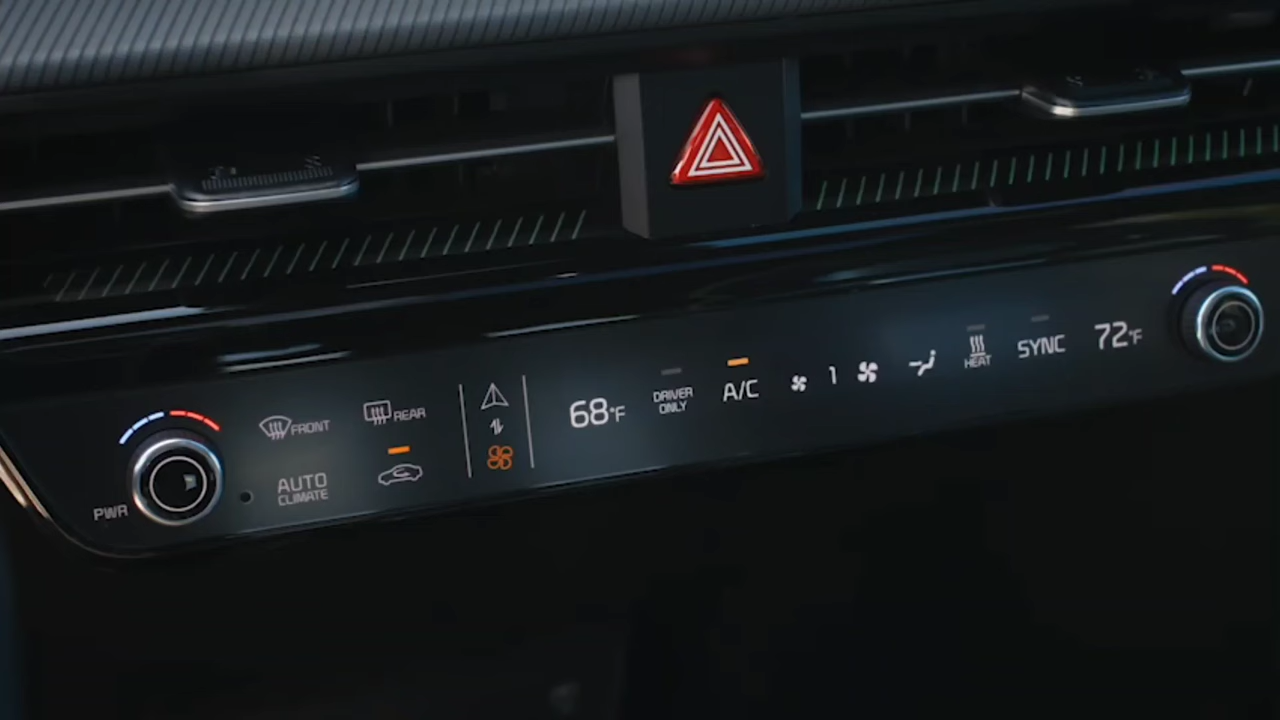 FRONT
REAR
AUTO
CLIMATE
PWR
68°F
DRIVER
ONLY
A/C
1
HEAT
SYNC
72°F